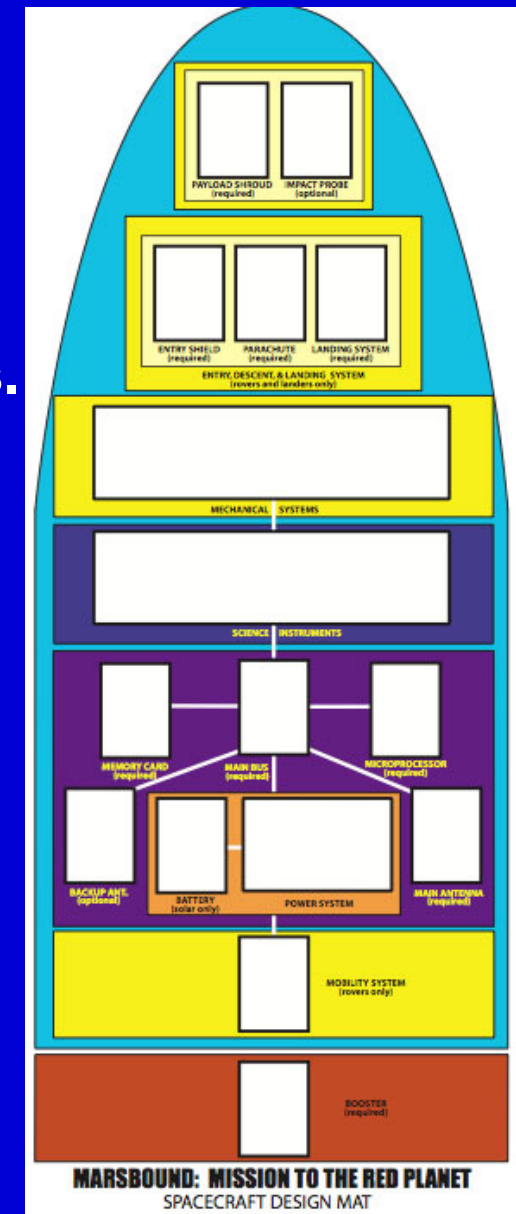 PAYLOAD SHROUD IMPACT PROBE
(required) (optional)
s.
ENTRY SHIELD PARACHUTE LANDING SYSTEM
(required) (required) (required)
ENTRY, DESCENT, & LANDING SYSTEM
(rovers and landers only)
MECHANICAL SYSTEMS
SCIENCE INSTRUMENTS
MEMORY CARD
(required)
MAIN BUS
(required)
MICROPROCESSOR
(required)
BACKUP ANT.
(optional)
BATTERY
(solar only)
POWER SYSTEM
MAIN ANTENNA
(required)
MOBILITY SYSTEM
(rovers only)
BOOSTER
(required)
MARSBOUND: MISSION TO THE RED PLANET
SPACECRAFT DESIGN MAT